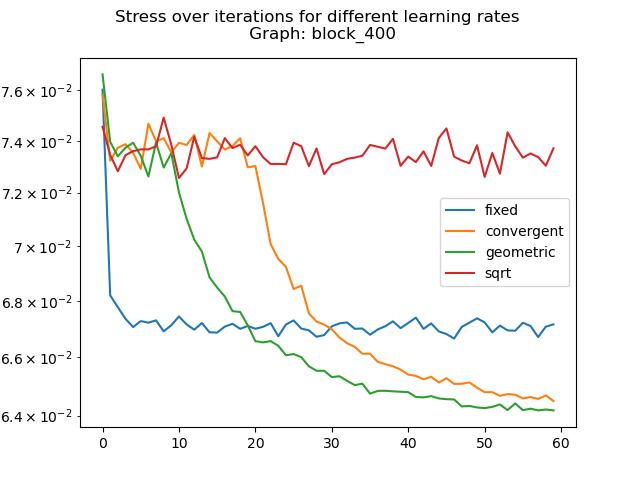 Stress over iterations for different learning rates
Graph: block_400
7.6 × 10⁻²
7.4 × 10⁻²
7.2 × 10⁻²
7 × 10⁻²
6.8 × 10⁻²
6.6 × 10⁻²
6.4 × 10⁻²
fixed
convergent
geometric
sqrt
0 10 20 30 40 50 60